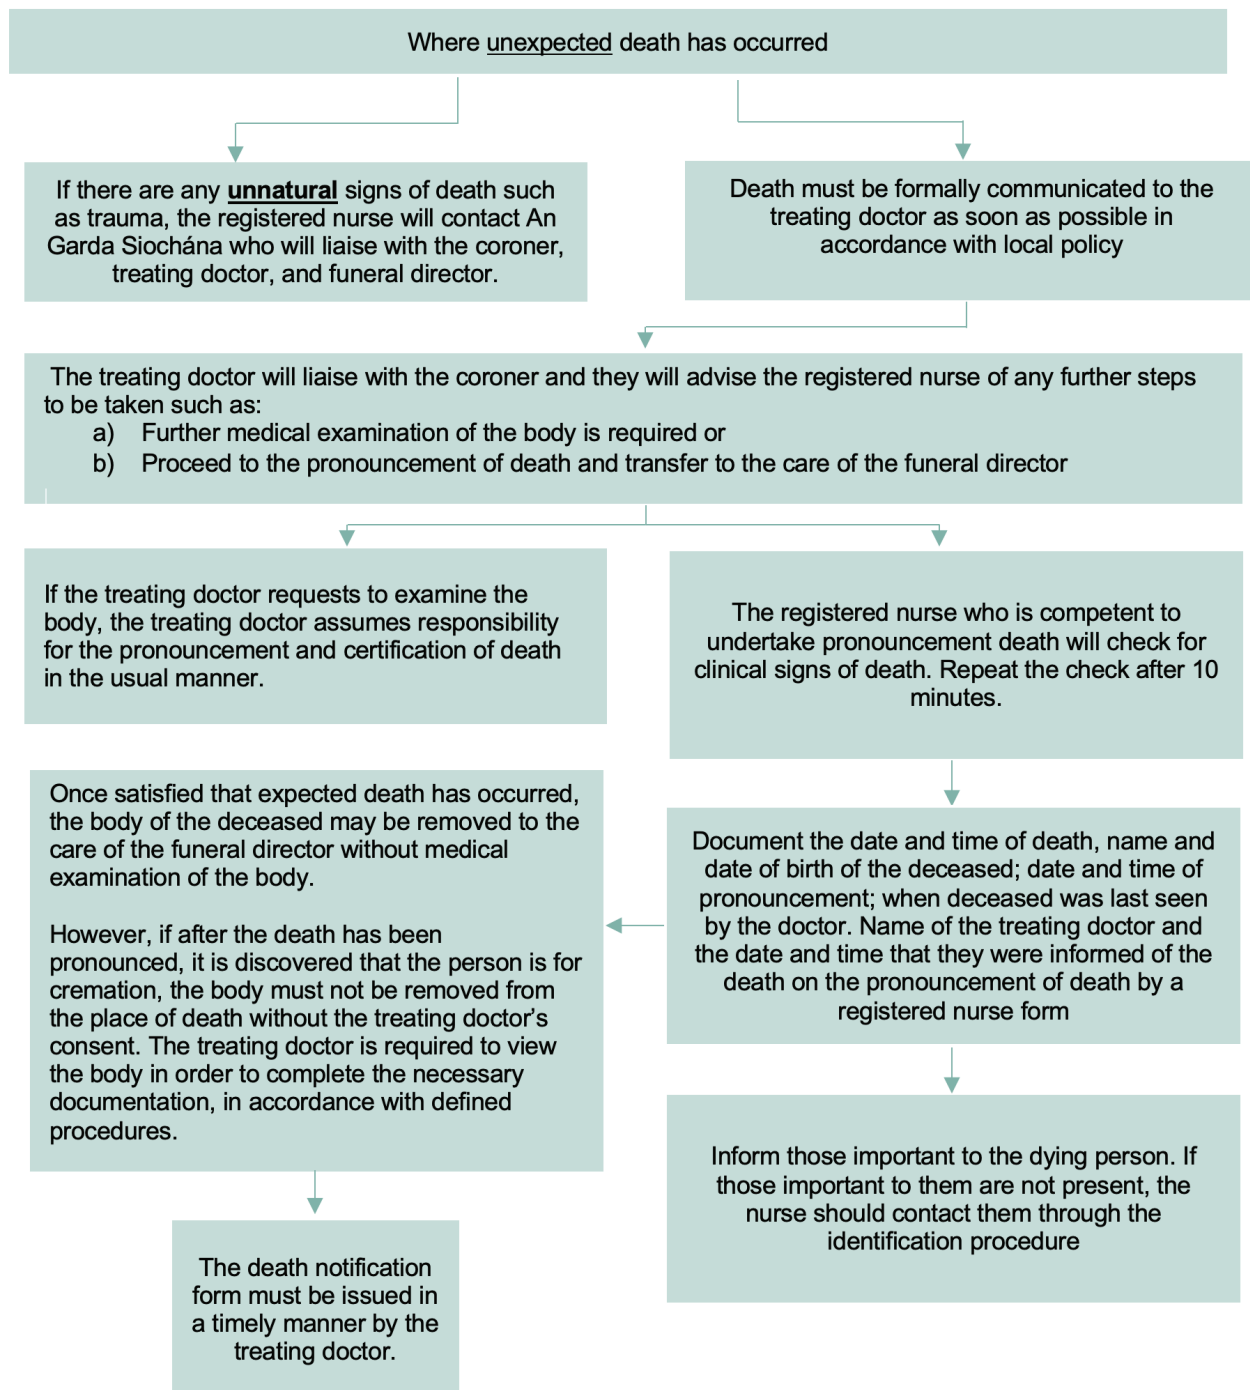 Where unexpected death has occurred
If there are any unnatural signs of death such
as trauma, the registered nurse will contact An
Garda Siochána who will liaise with the coroner,
treating doctor, and funeral director.
Death must be formally communicated to the
treating doctor as soon as possible in
accordance with local policy
The treating doctor will liaise with the coroner and they will advise the registered nurse of any further steps
to be taken such as:
a) Further medical examination of the body is required or
b) Proceed to the pronouncement of death and transfer to the care of the funeral director
If the treating doctor requests to examine the
body, the treating doctor assumes responsibility
for the pronouncement and certification of death
in the usual manner.
The registered nurse who is competent to
undertake pronouncement death will check for
clinical signs of death. Repeat the check after 10
minutes.
Document the date and time of death, name and
date of birth of the deceased; date and time of
pronouncement; when deceased was last seen
by the doctor. Name of the treating doctor and
the date and time that they were informed of the
death on the pronouncement of death by a
registered nurse form
Once satisfied that expected death has occurred,
the body of the deceased may be removed to the
care of the funeral director without medical
examination of the body.
However, if after the death has been
pronounced, it is discovered that the person is for
cremation, the body must not be removed from
the place of death without the treating doctor’s
consent. The treating doctor is required to view
the body in order to complete the necessary
documentation, in accordance with defined
procedures.
Inform those important to the dying person. If
those important to them are not present, the
nurse should contact them through the
identification procedure
The death notification
form must be issued in
a timely manner by the
treating doctor.